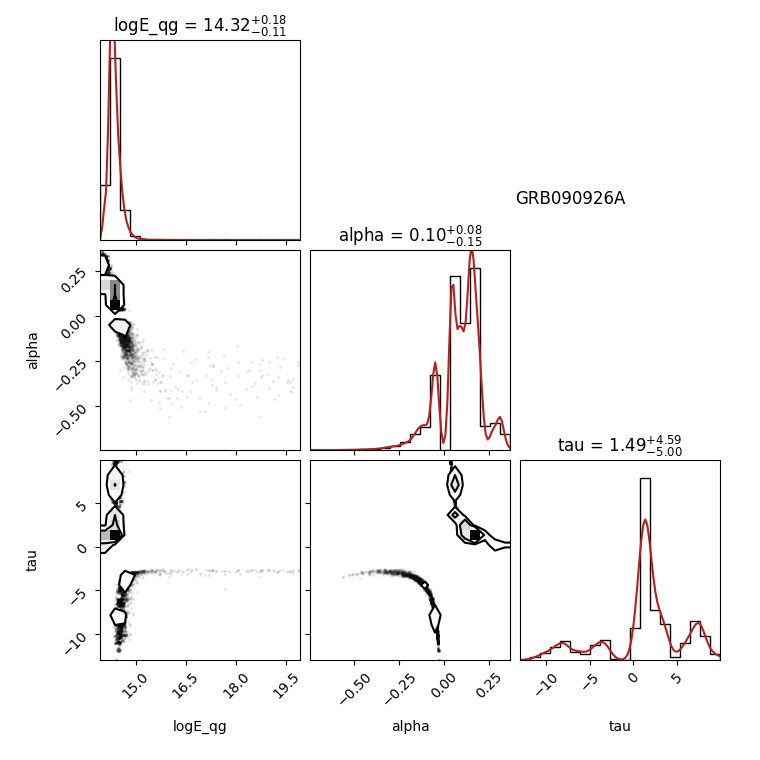 logE_qg = 14.32+0.18 −0.11
GRB090926A
alpha = 0.10+0.08 −0.15
alpha
0.25
0.00
−0.25
−0.50
tau = 1.49+4.59 −5.00
tau
5
0
−5
−10
15.0 16.5 18.0 19.5
−0.50 −0.25 0.00 0.25
−10 −5 0 5
logE_qg alpha tau